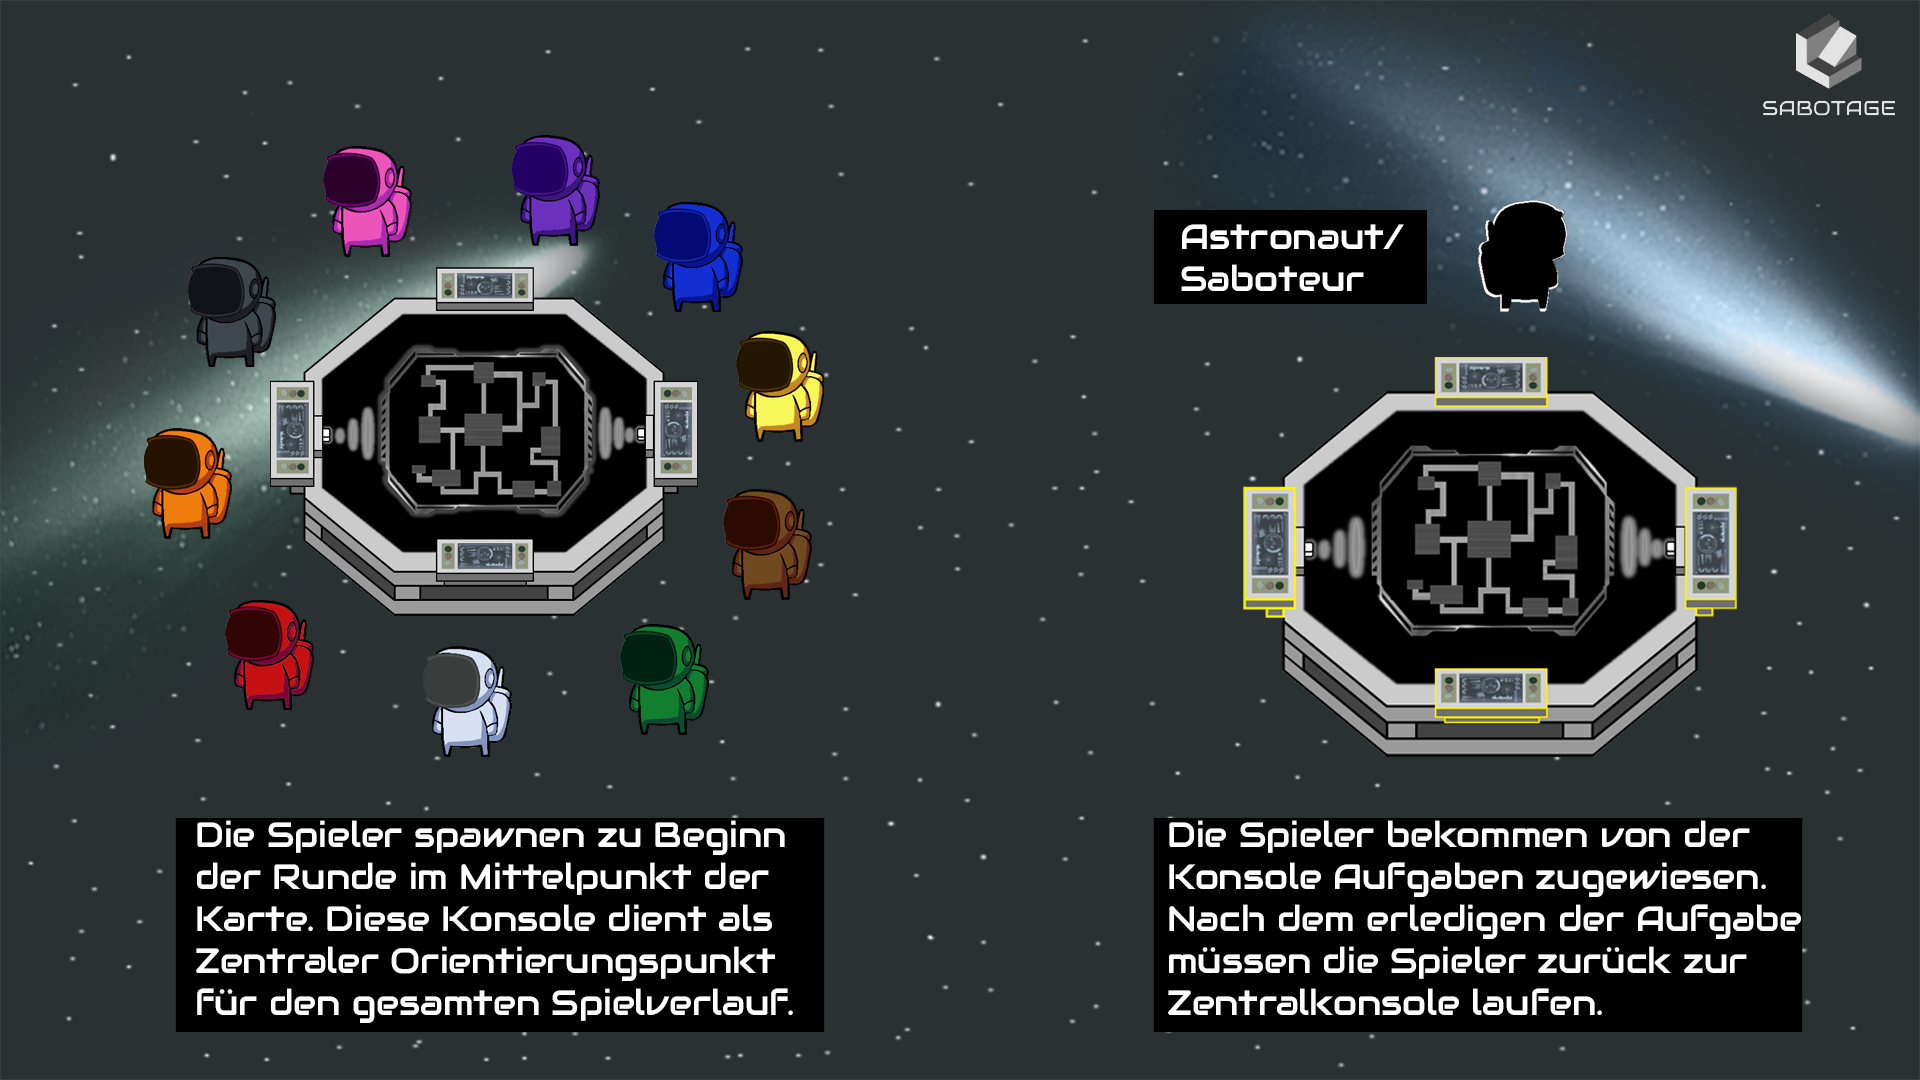 SABOTAGE
Astronaut/
Saboteur
Die Spieler spawnen zu Beginn
der Runde im Mittelpunkt der
Karte. Diese Konsole dient als
Zentraler Orientierungspunkt
für den gesamten Spielverlauf.
Die Spieler bekommen von der
Konsole Aufgaben zugewiesen.
Nach dem erledigen der Aufgabe
müssen die Spieler zurück zur
Zentralkonsole laufen.